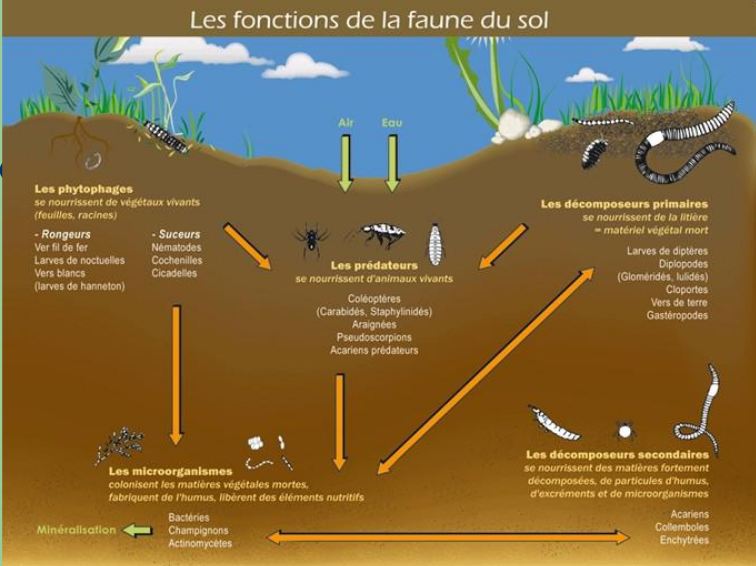 Les fonctions de la faune du sol
Air
Eau
Les phytophages
se nourrissent de végétaux vivants
(feuilles, racines)
- Rongeurs
Ver fil de fer
Larves de noctuelles
Vers blancs
(larves de hanneton)
- Suceurs
Nématodes
Cochenilles
Cicadelles
Les prédateurs
se nourrissent d'animaux vivants
Coléoptères
(Carabidés, Staphylinidés)
Araignées
Pseudoscorpions
Acariens prédateurs
Les décomposeurs primaires
se nourrissent de la litière
= matériel végétal mort
Larves de diptères
Diplopodes
(Gloméridés, Iulidés)
Cloportes
Vers de terre
Gastéropodes
Les microorganismes
colonisent les matières végétales mortes,
fabriquent de l'humus, libèrent des éléments nutritifs
Bactéries
Champignons
Actinomycètes
Minéralisation
Les décomposeurs secondaires
se nourrissent des matières fortement
décomposées, de particules d'humus,
d'excréments et de microorganismes
Acariens
Collemboles
Enchytrées